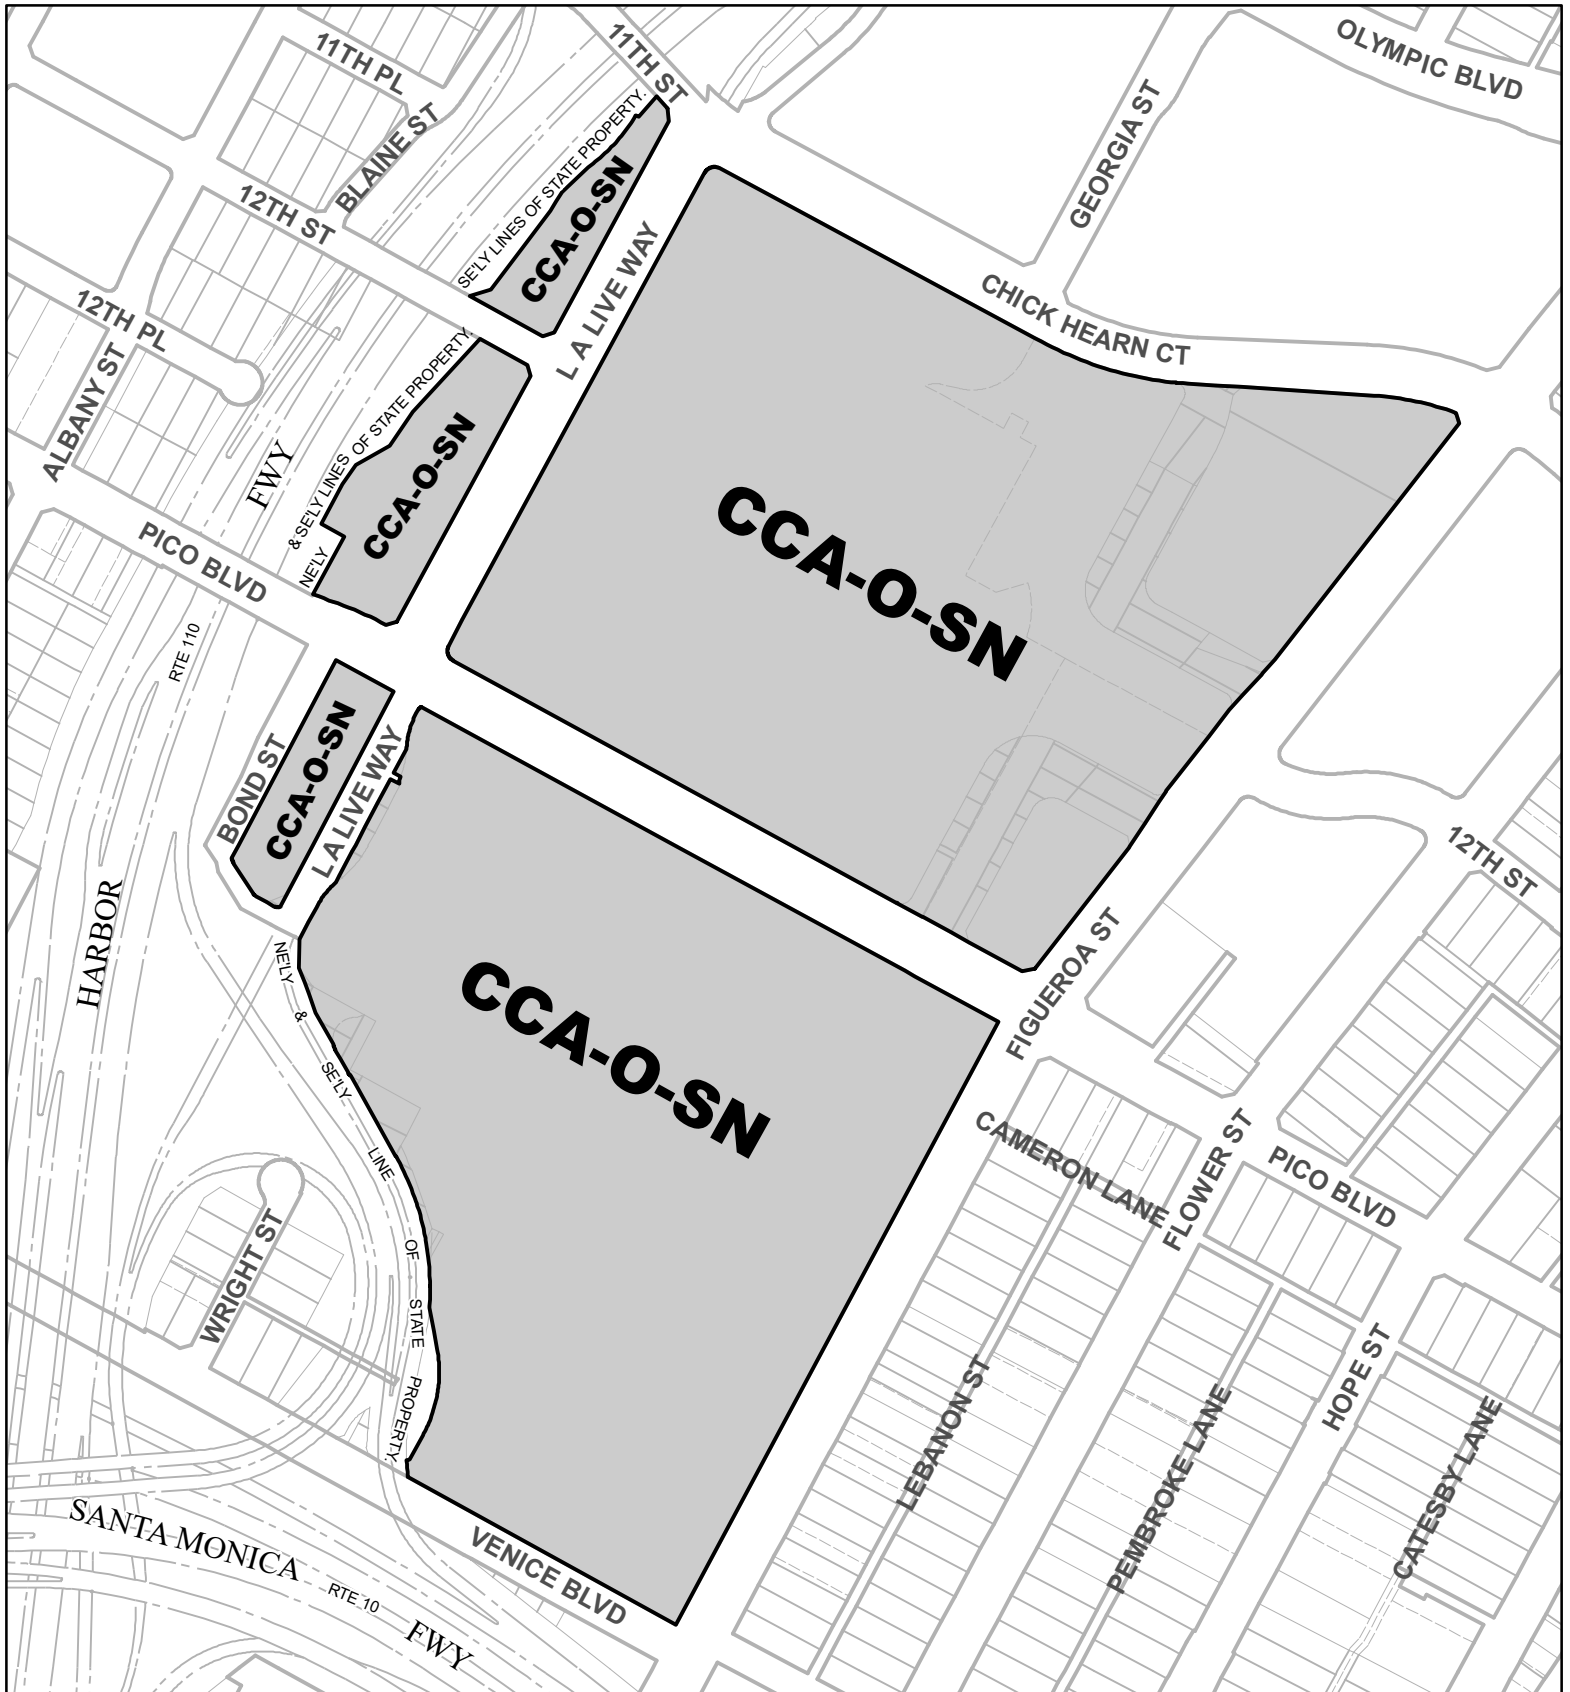 11TH PL
11TH ST
OLYMPIC BLVD
BLAINE ST
GEORGIA ST
SE'LY LINES OF STATE PROPERTY.
CCA-O-SN
12TH ST
L A LIVE WAY
CHICK HEARN CT
12TH PL
ALBANY ST
NE'LY & SE'LY LINES OF STATE PROPERTY.
CCA-O-SN
FWY
CCA-O-SN
PICO BLVD
RTE 110
BOND ST
CCA-O-SN
L A LIVE WAY
12TH ST
HARBOR
FIGUEROA ST
NE'LY & SE'LY LINE OF STATE PROPERTY.
CCA-O-SN
CAMERON LANE
FLOWER ST
PICO BLVD
WRIGHT ST
HOPE ST
LEBANON ST
PEMBROKE LANE
CATESBY LANE
SANTA MONICA
RTE 10
FWY
VENICE BLVD